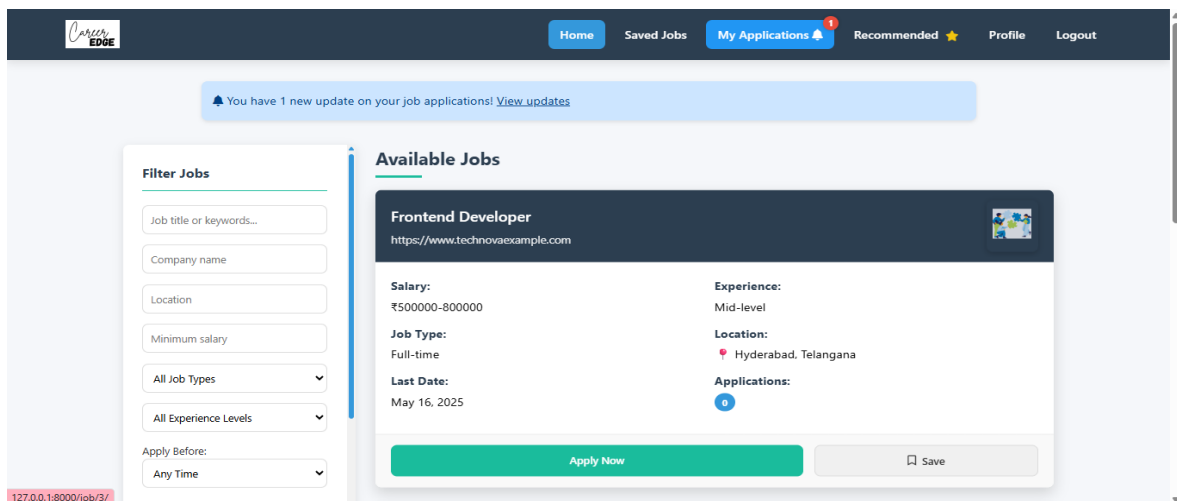 Career
EDGE
Home
Saved Jobs
My Applications
1
Recommended
Profile
Logout
You have 1 new update on your job applications! View updates
Filter Jobs
Job title or keywords...
Company name
Location
Minimum salary
All Job Types
All Experience Levels
Apply Before:
Any Time
Available Jobs
Frontend Developer
https://www.technovaexample.com
Salary:
₹500000-800000
Experience:
Mid-level
Job Type:
Full-time
Location:
Hyderabad, Telangana
Last Date:
May 16, 2025
Applications:
0
Apply Now
Save
127.0.0.1:8000/job/3/